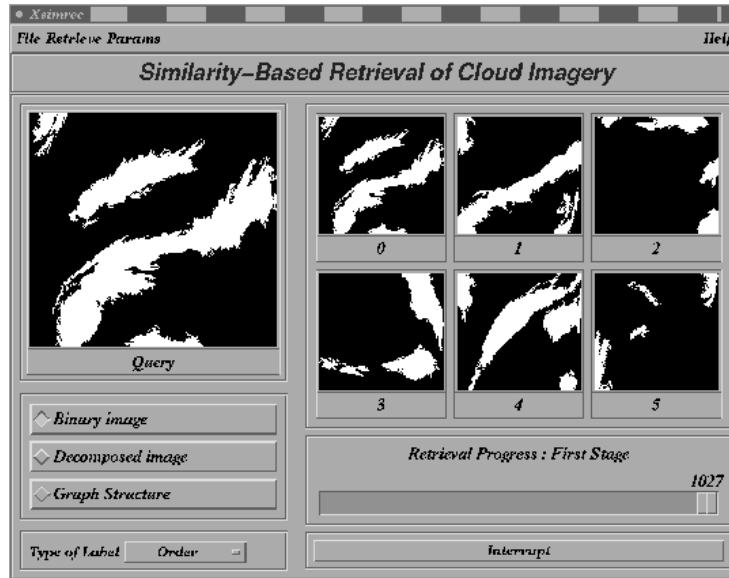 Xsimrec
File Retrieve Params Help
Similarity-Based Retrieval of Cloud Imagery
0 1 2
Query
3 4 5
Binary image
Decomposed image
Graph Structure
Retrieval Progress : First Stage
1027
Type of Label Order
Interrupt